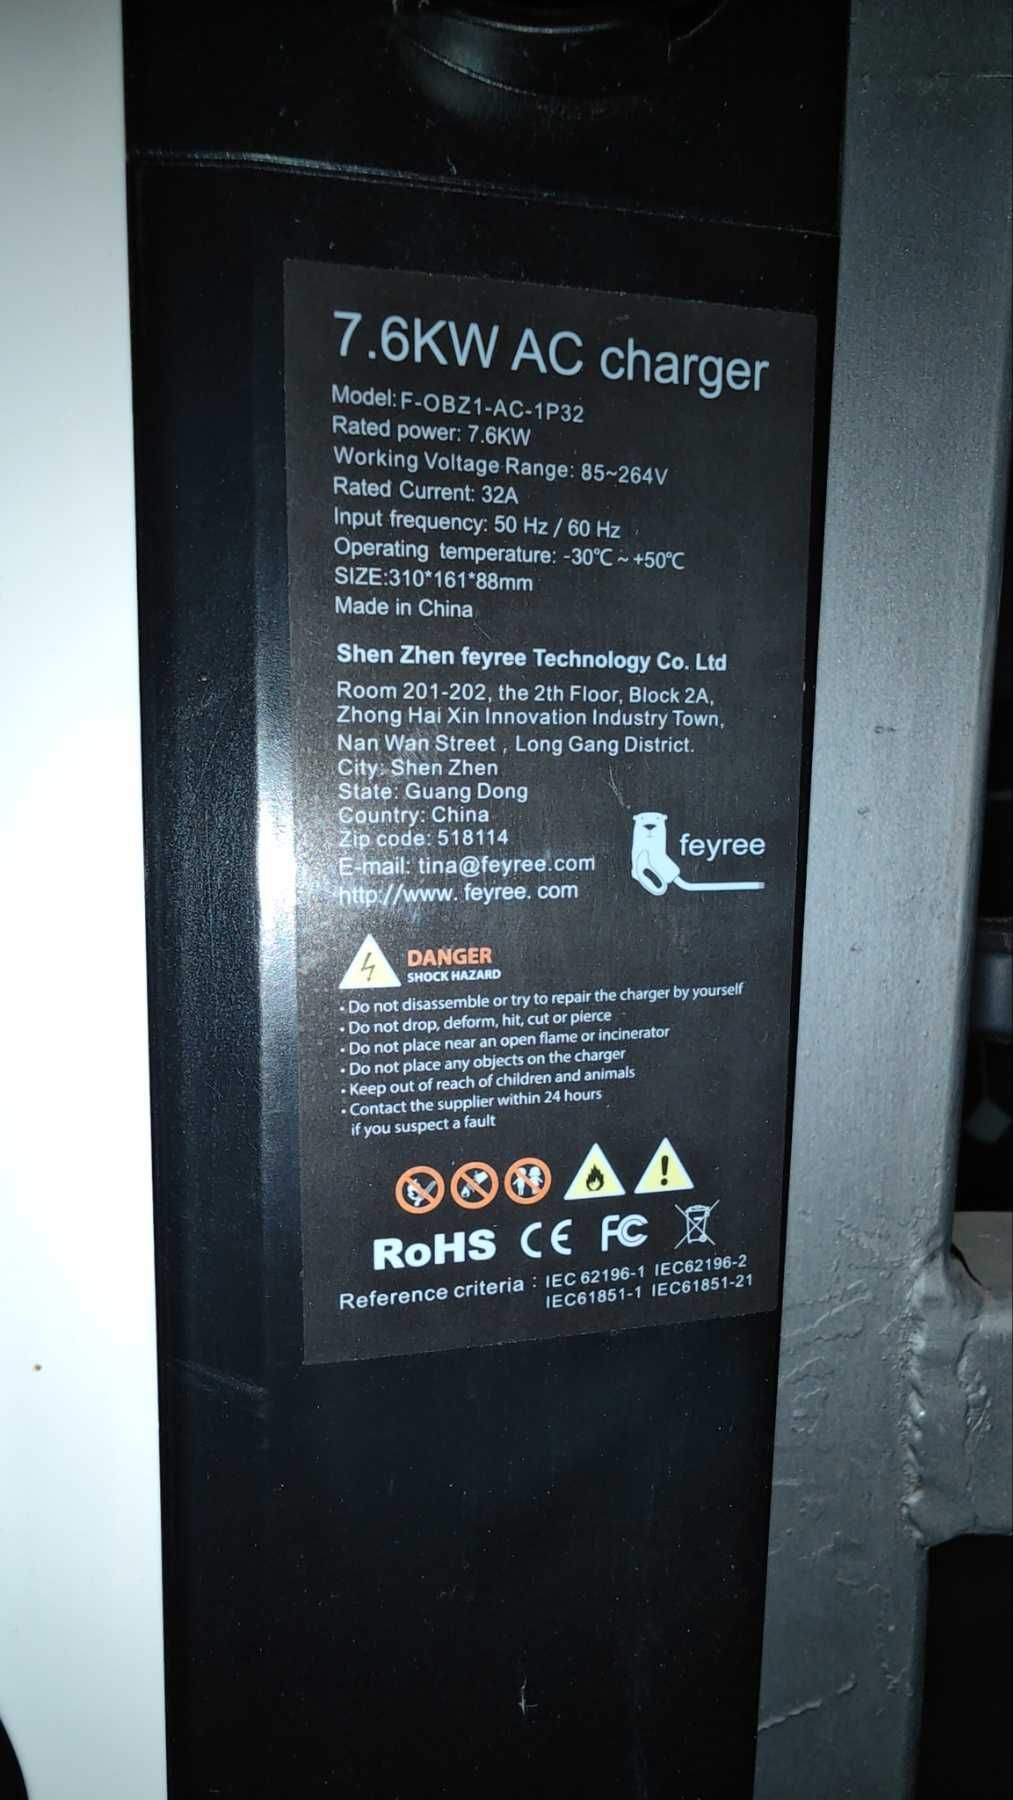 7.6KW AC charger
Model:F-OBZ1-AC-1P32
Rated power: 7.6KW
Working Voltage Range: 85~264V
Rated Current: 32A
Input frequency: 50 Hz / 60 Hz
Operating temperature: -30℃ ~ +50℃
SIZE:310*161*88mm
Made in China
Shen Zhen feyree Technology Co. Ltd
Room 201-202, the 2th Floor, Block 2A,
Zhong Hai Xin Innovation Industry Town,
Nan Wan Street , Long Gang District.
City: Shen Zhen
State: Guang Dong
Country: China
Zip code: 518114
E-mail: tina@feyree.com
http://www. feyree. com
feyree
DANGER
SHOCK HAZARD
· Do not disassemble or try to repair the charger by yourself
· Do not drop, deform, hit, cut or pierce
· Do not place near an open flame or incinerator
· Do not place any objects on the charger
· Keep out of reach of children and animals
· Contact the supplier within 24 hours
if you suspect a fault
RoHS CE FC
Reference criteria : IEC 62196-1 IEC62196-2
IEC61851-1 IEC61851-21